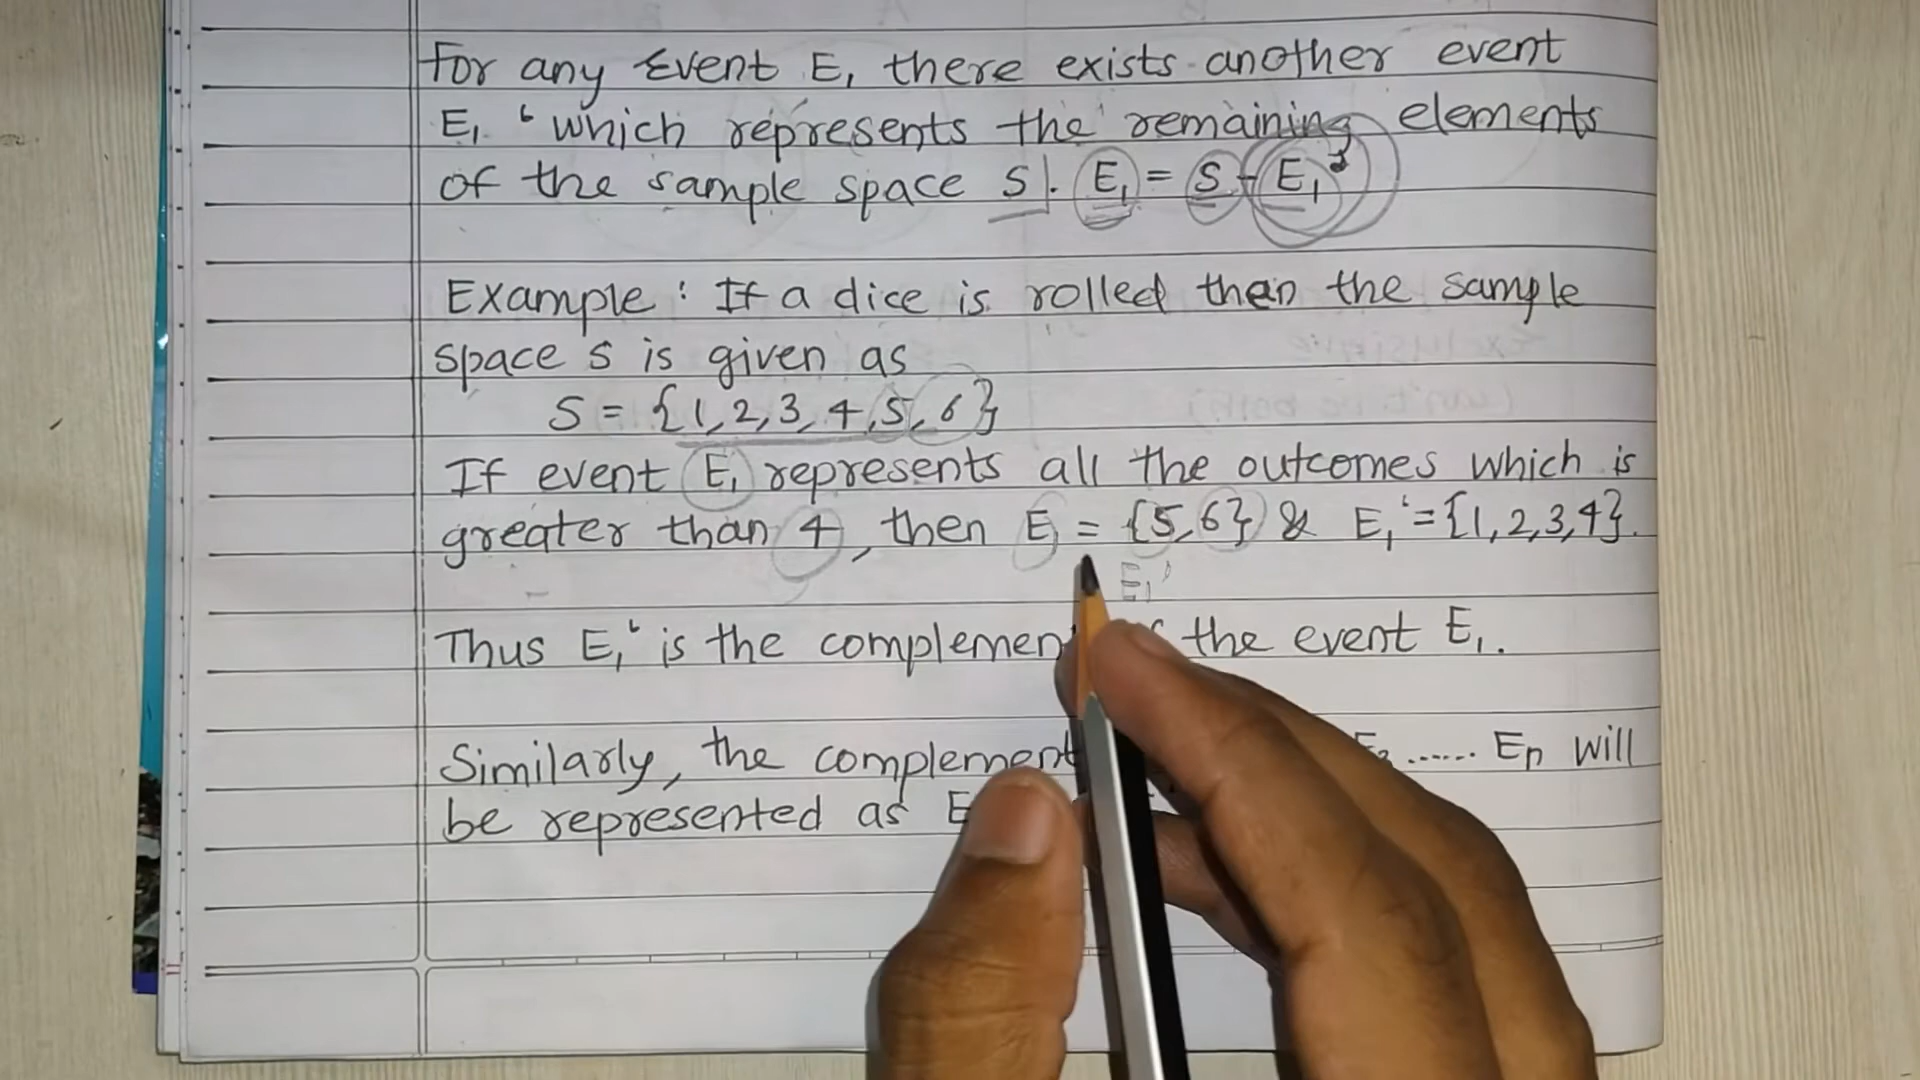 For any Event E₁ there exists another event
E₁' which represents the remaining elements
of the sample space S. E₁ = S - E₁'
Example: If a dice is rolled then the sample
space S is given as
S = {1,2,3,4,5,6}
If event E₁ represents all the outcomes which is
greater than 4, then E₁ = {5,6} & E₁' = {1,2,3,4}.
E₁'
Thus E₁' is the complement the event E₁.
Similarly, the complement ...... En will
be represented as